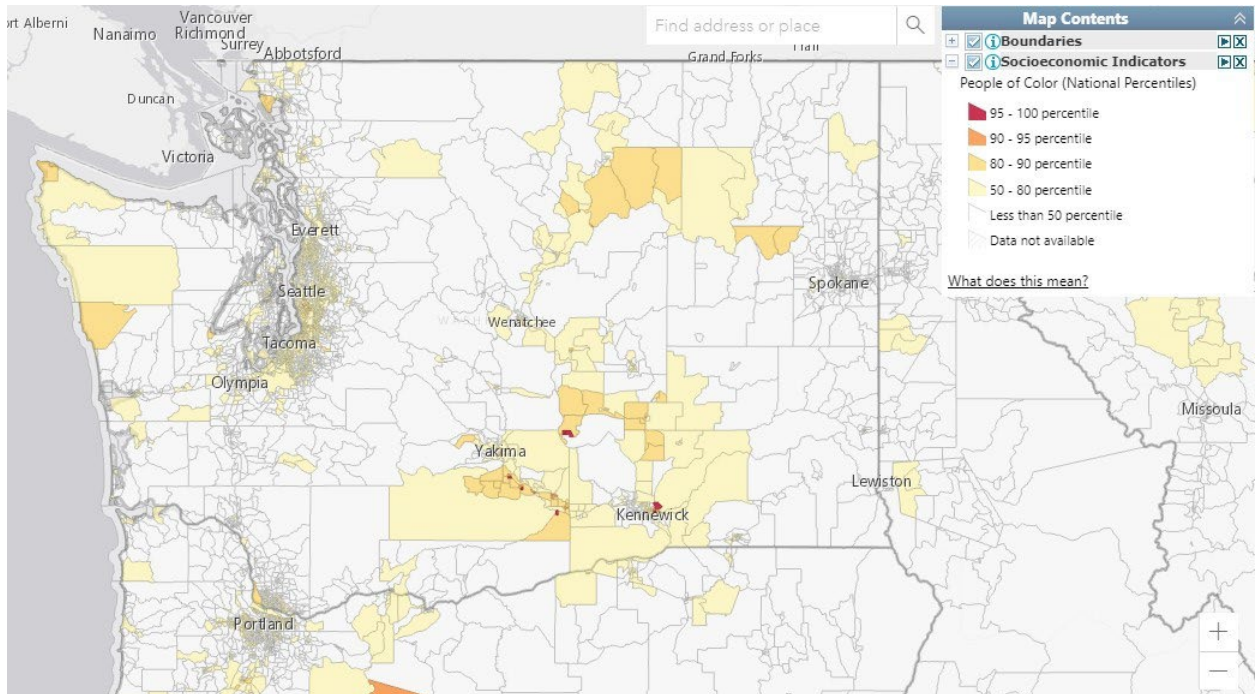 ort Alberni
Nanaimo
Vancouver
Richmond
Surrey
Abbotsford
Duncan
Victoria
Grand Forks
Everett
Seattle
Tacoma
Olympia
Wenatchee
Spokane
Yakima
Kennewick
Lewiston
Missoula
Portland
Find address or place
Map Contents
Boundaries
Socioeconomic Indicators
People of Color (National Percentiles)
95 - 100 percentile
90 - 95 percentile
80 - 90 percentile
50 - 80 percentile
Less than 50 percentile
Data not available
What does this mean?